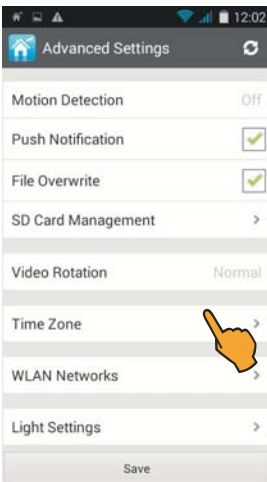 12:02
Advanced Settings
Motion Detection Off
Push Notification
File Overwrite
SD Card Management
Video Rotation Normal
Time Zone
WLAN Networks
Light Settings
Save